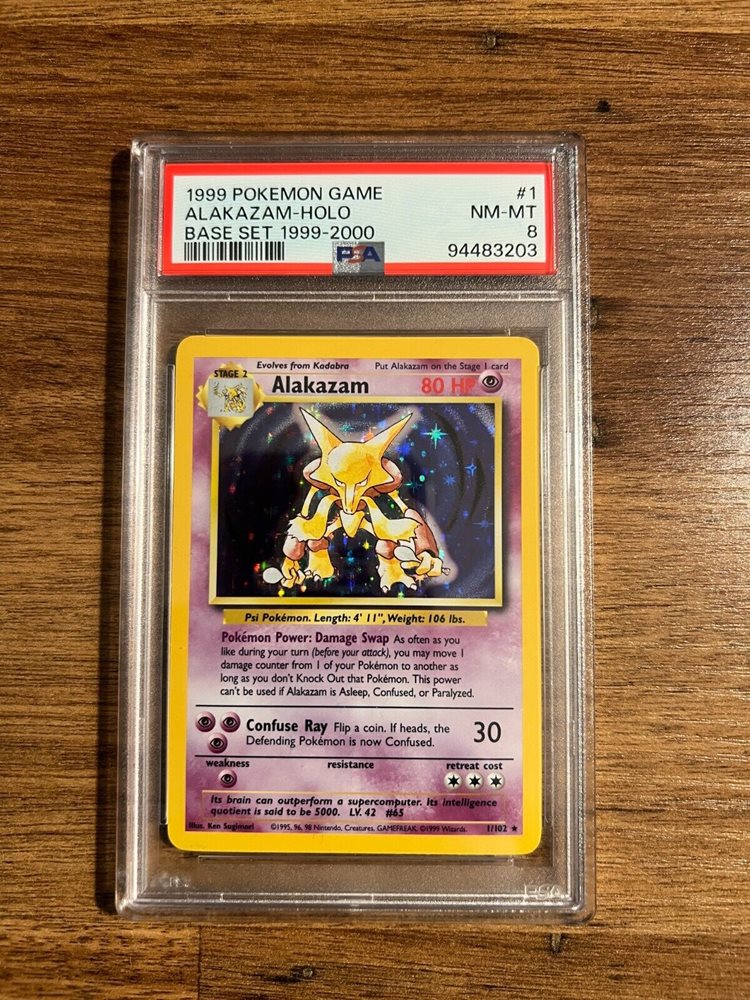 1999 POKEMON GAME #1
ALAKAZAM-HOLO NM-MT
BASE SET 1999-2000 8
PSA 94483203
Evolves from Kadabra Put Alakazam on the Stage 1 card
STAGE 2
Alakazam 80 HP
Psi Pokémon. Length: 4' 11", Weight: 106 lbs.
Pokémon Power: Damage Swap As often as you
like during your turn (before your attack), you may move 1
damage counter from 1 of your Pokémon to another as
long as you don't Knock Out that Pokémon. This power
can't be used if Alakazam is Asleep, Confused, or Paralyzed.
Confuse Ray Flip a coin. If heads, the
Defending Pokémon is now Confused.
30
weakness resistance retreat cost
Its brain can outperform a supercomputer. Its intelligence
quotient is said to be 5000. LV. 42 #65
Illus. Ken Sugimori ©1995, 96, 98 Nintendo, Creatures, GAMEFREAK. ©1999 Wizards. 1/102 ★
PSA